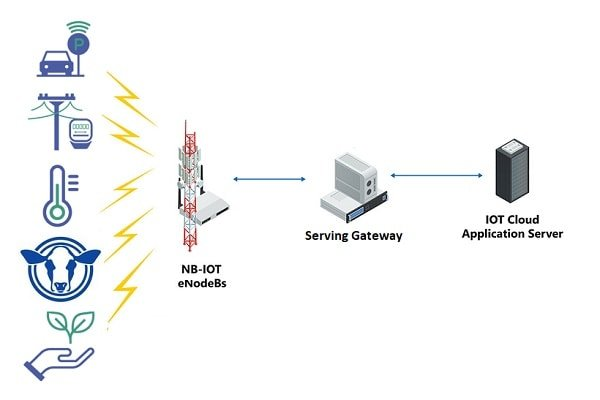 P
NB-IOT
eNodeBs
Serving Gateway
IOT Cloud
Application Server